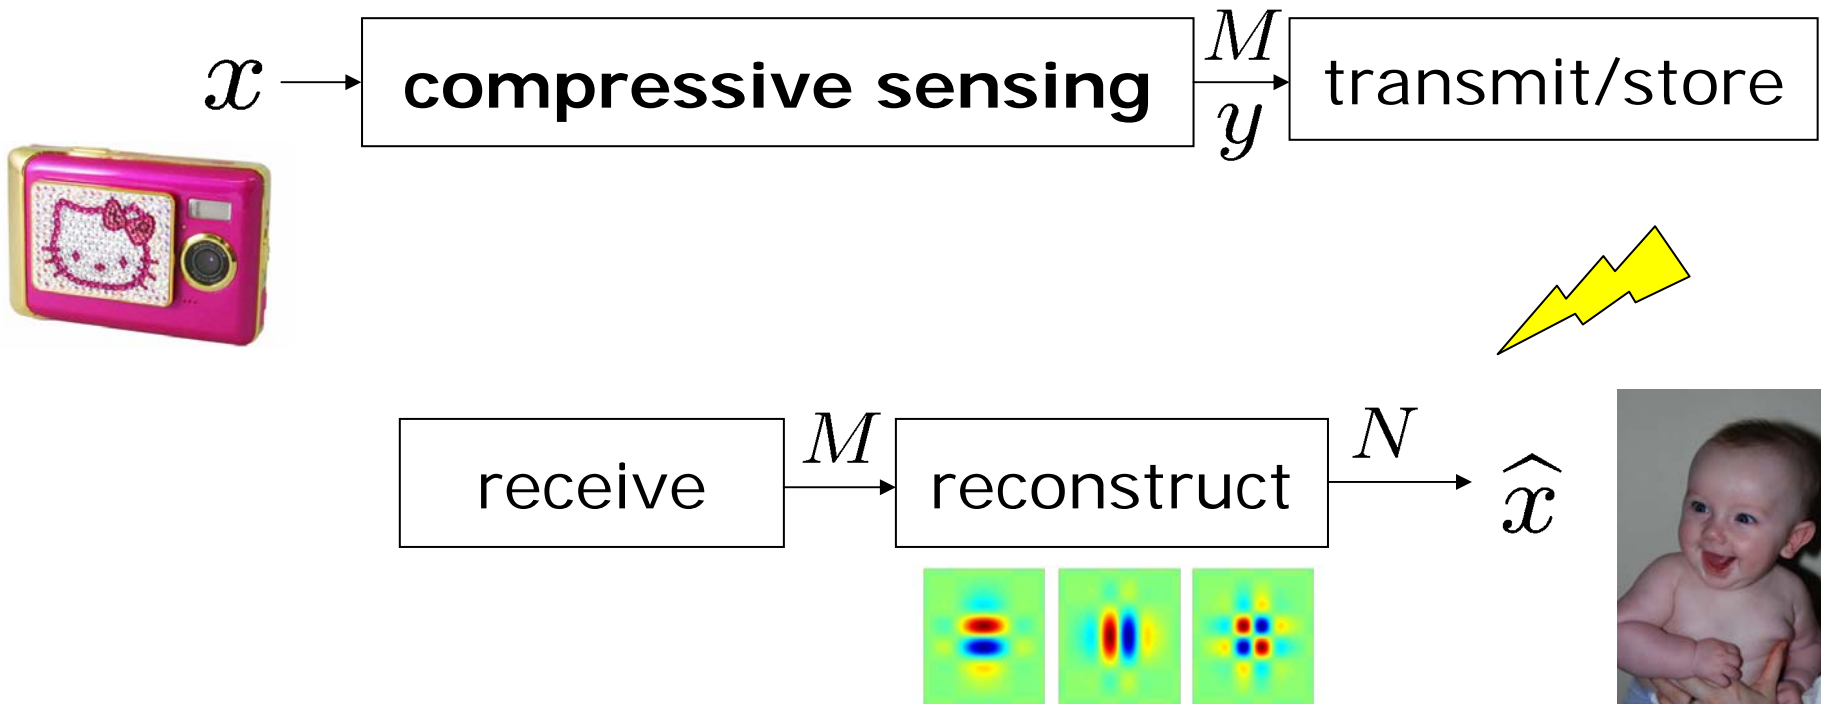 x compressive sensing M y transmit/store
receive M reconstruct N x̂